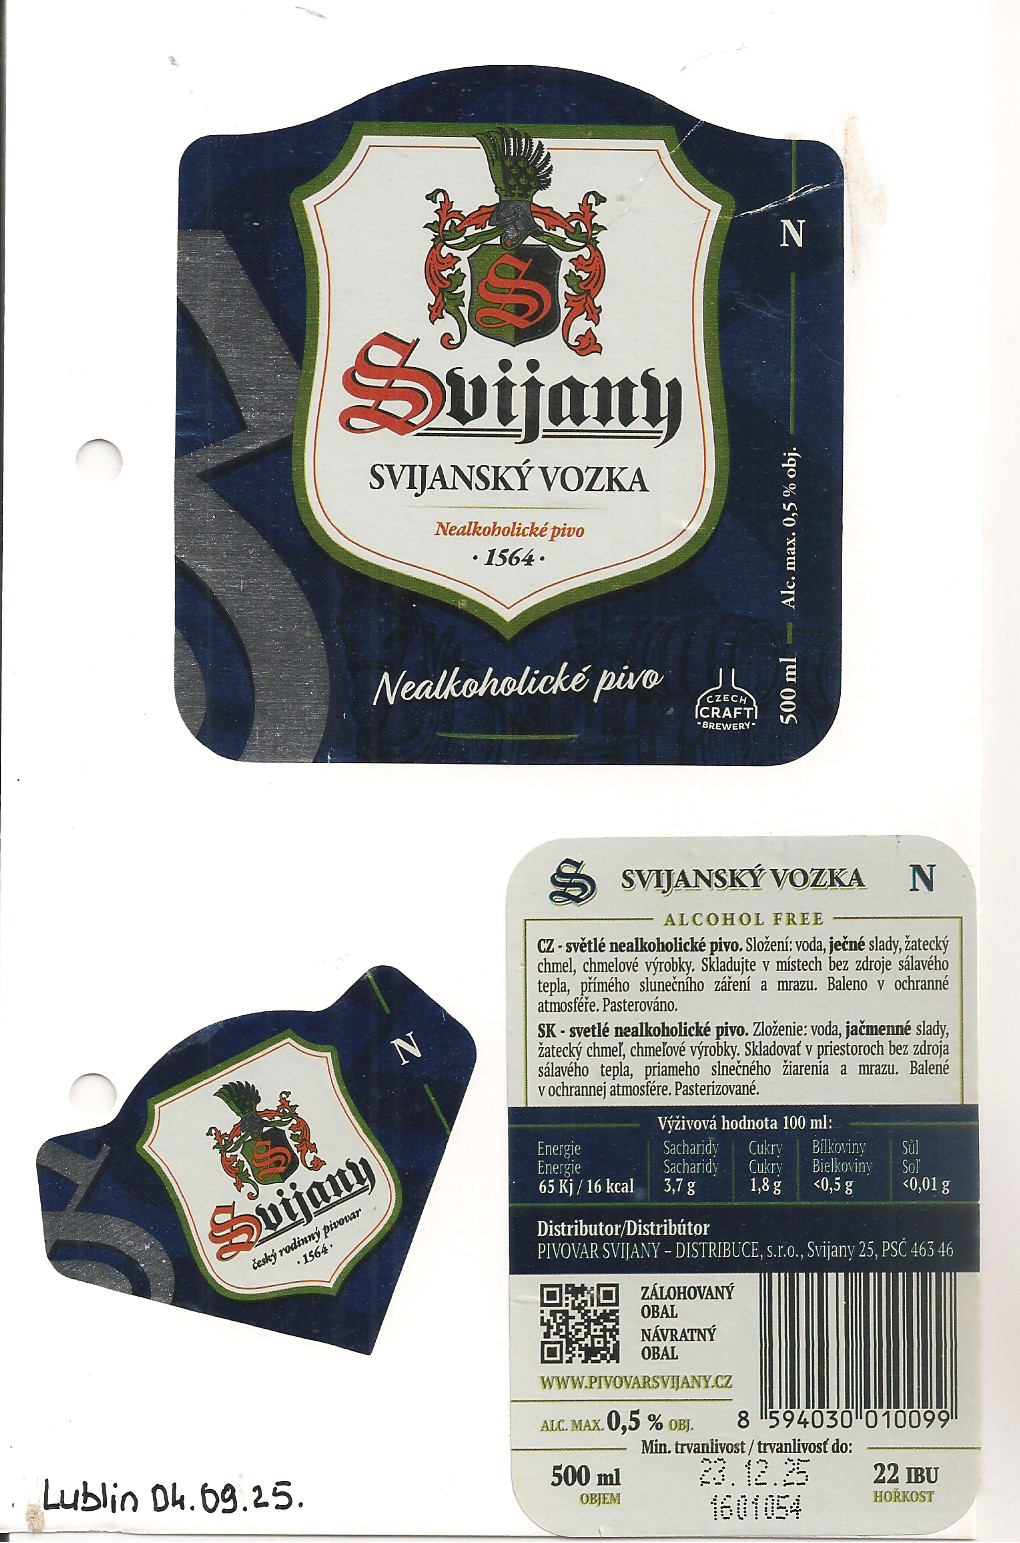 N
S
Svijany
SVIJANSKÝ VOZKA
Nealkoholické pivo
· 1564 ·
Nealkoholické pivo
CZECH
CRAFT
BREWERY
500 ml
Alc. max. 0,5 % obj.
N
S
Svijany
český rodinný pivovar
· 1564 ·
S SVIJANSKÝ VOZKA N
ALCOHOL FREE
CZ - světlé nealkoholické pivo. Složení: voda, ječné slady, žatecký
chmel, chmelové výrobky. Skladujte v místech bez zdroje sálavého
tepla, přímého slunečního záření a mrazu. Baleno v ochranné
atmosféře. Pasterováno.
SK - svetlé nealkoholické pivo. Zloženie: voda, jačmenné slady,
žatecký chmeľ, chmeľové výrobky. Skladovať v priestoroch bez zdroja
sálavého tepla, priameho slnečného žiarenia a mrazu. Balené
v ochrannej atmosfére. Pasterizované.
Výživová hodnota 100 ml:
Energie Sacharidy Cukry Bílkoviny Sůl
Energie Sacharidy Cukry Bielkoviny Soľ
65 Kj / 16 kcal 3,7 g 1,8 g <0,5 g <0,01 g
Distributor/Distribútor
PIVOVAR SVIJANY – DISTRIBUCE, s.r.o., Svijany 25, PSČ 463 46
ZÁLOHOVANÝ
OBAL
NÁVRATNÝ
OBAL
WWW.PIVOVARSVIJANY.CZ
ALC. MAX. 0,5 % OBJ.
8 594030 010099
Min. trvanlivost / trvanlivosť do:
500 ml 23.12.25 22 IBU
OBJEM 1601054 HOŘKOST
Lublin 04.09.25.